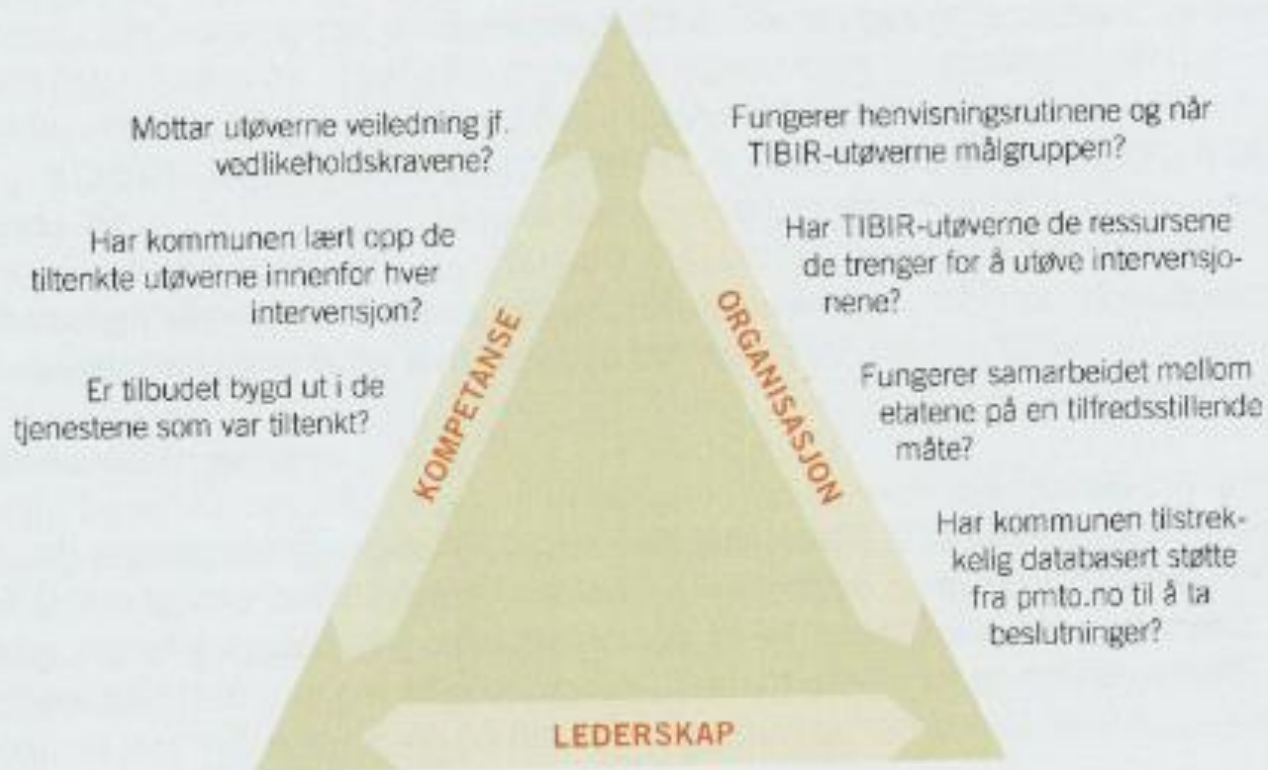 Mottar utøverne veiledning jf.
vedlikeholdskravene?
Har kommunen lært opp de
tiltenkte utøverne innenfor hver
intervensjon?
Er tilbudet bygd ut i de
tjenestene som var tiltenkt?
KOMPETANSE
Fungerer henvisningsrutinene og når
TIBIR-utøverne målgruppen?
Har TIBIR-utøverne de ressursene
de trenger for å utøve intervensjo-
nene?
Fungerer samarbeidet mellom
etatene på en tilfredsstillende
måte?
Har kommunen tilstrek-
kelig databasert støtte
fra pmto.no til å ta
beslutninger?
ORGANISASJON
LEDERSKAP